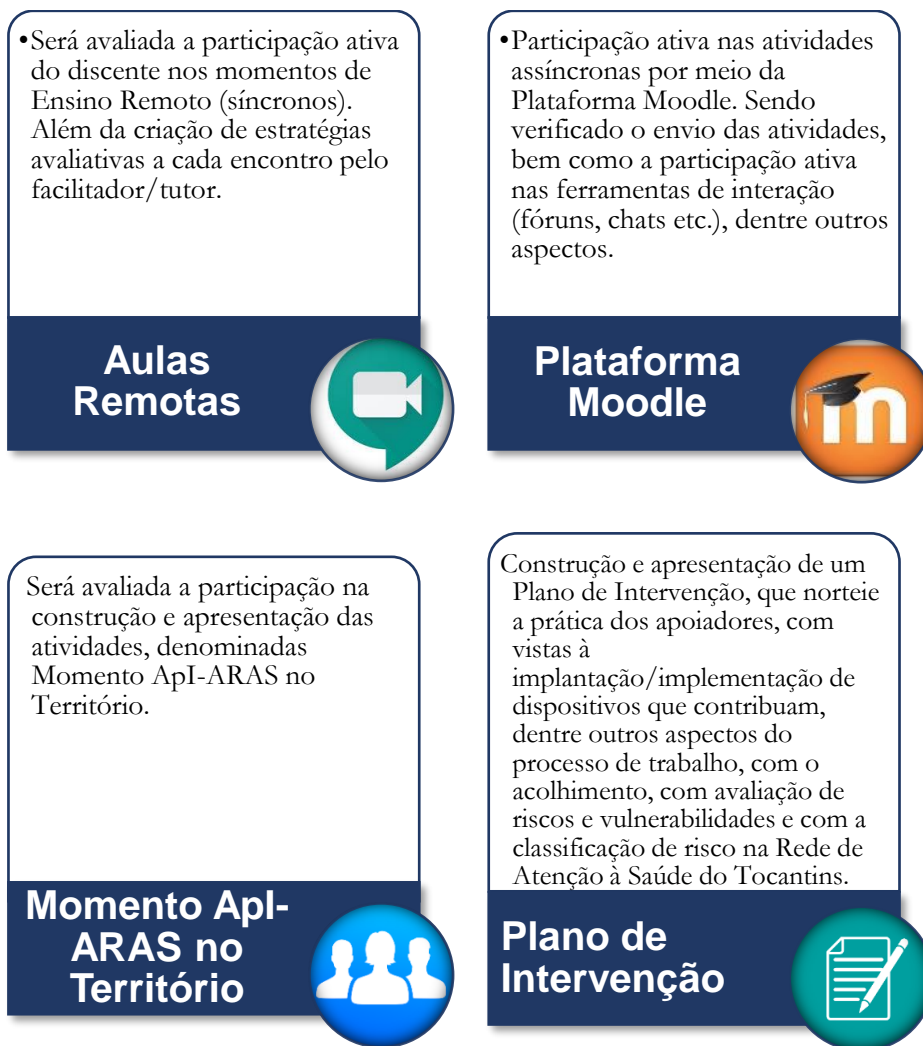 •Será avaliada a participação ativa
do discente nos momentos de
Ensino Remoto (síncronos).
Além da criação de estratégias
avaliativas a cada encontro pelo
facilitador/tutor.
Aulas
Remotas
•Participação ativa nas atividades
assíncronas por meio da
Plataforma Moodle. Sendo
verificado o envio das atividades,
bem como a participação ativa
nas ferramentas de interação
(fóruns, chats etc.), dentre outros
aspectos.
Plataforma
Moodle
m
Será avaliada a participação na
construção e apresentação das
atividades, denominadas
Momento ApI-ARAS no
Território.
Momento ApI-
ARAS no
Território
Construção e apresentação de um
Plano de Intervenção, que norteie
a prática dos apoiadores, com
vistas à
implantação/implementação de
dispositivos que contribuam,
dentre outros aspectos do
processo de trabalho, com o
acolhimento, com avaliação de
riscos e vulnerabilidades e com a
classificação de risco na Rede de
Atenção à Saúde do Tocantins.
Plano de
Intervenção